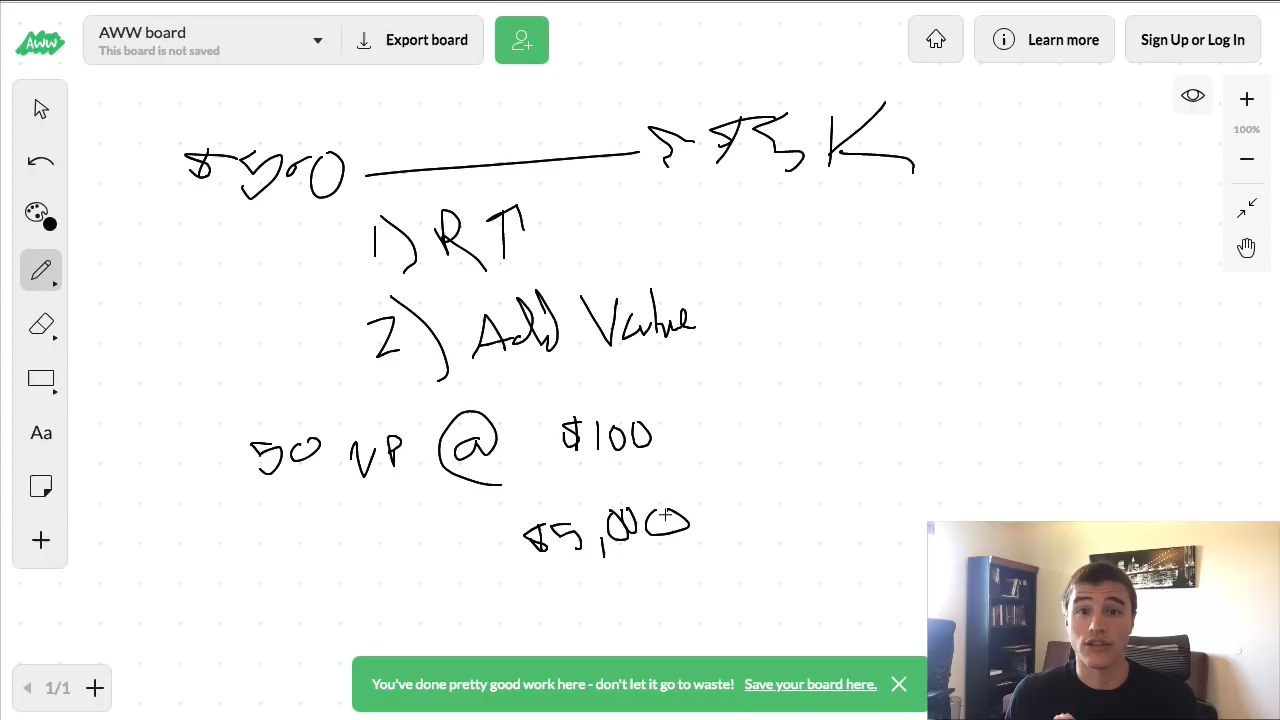 AWW
AWW board
This board is not saved
Export board
Learn more
Sign Up or Log In
100%
$500 $5K
1) RT
2) Add Value
50 VP @ $100
$5,000
Aa
1/1
You've done pretty good work here - don't let it go to waste! Save your board here.